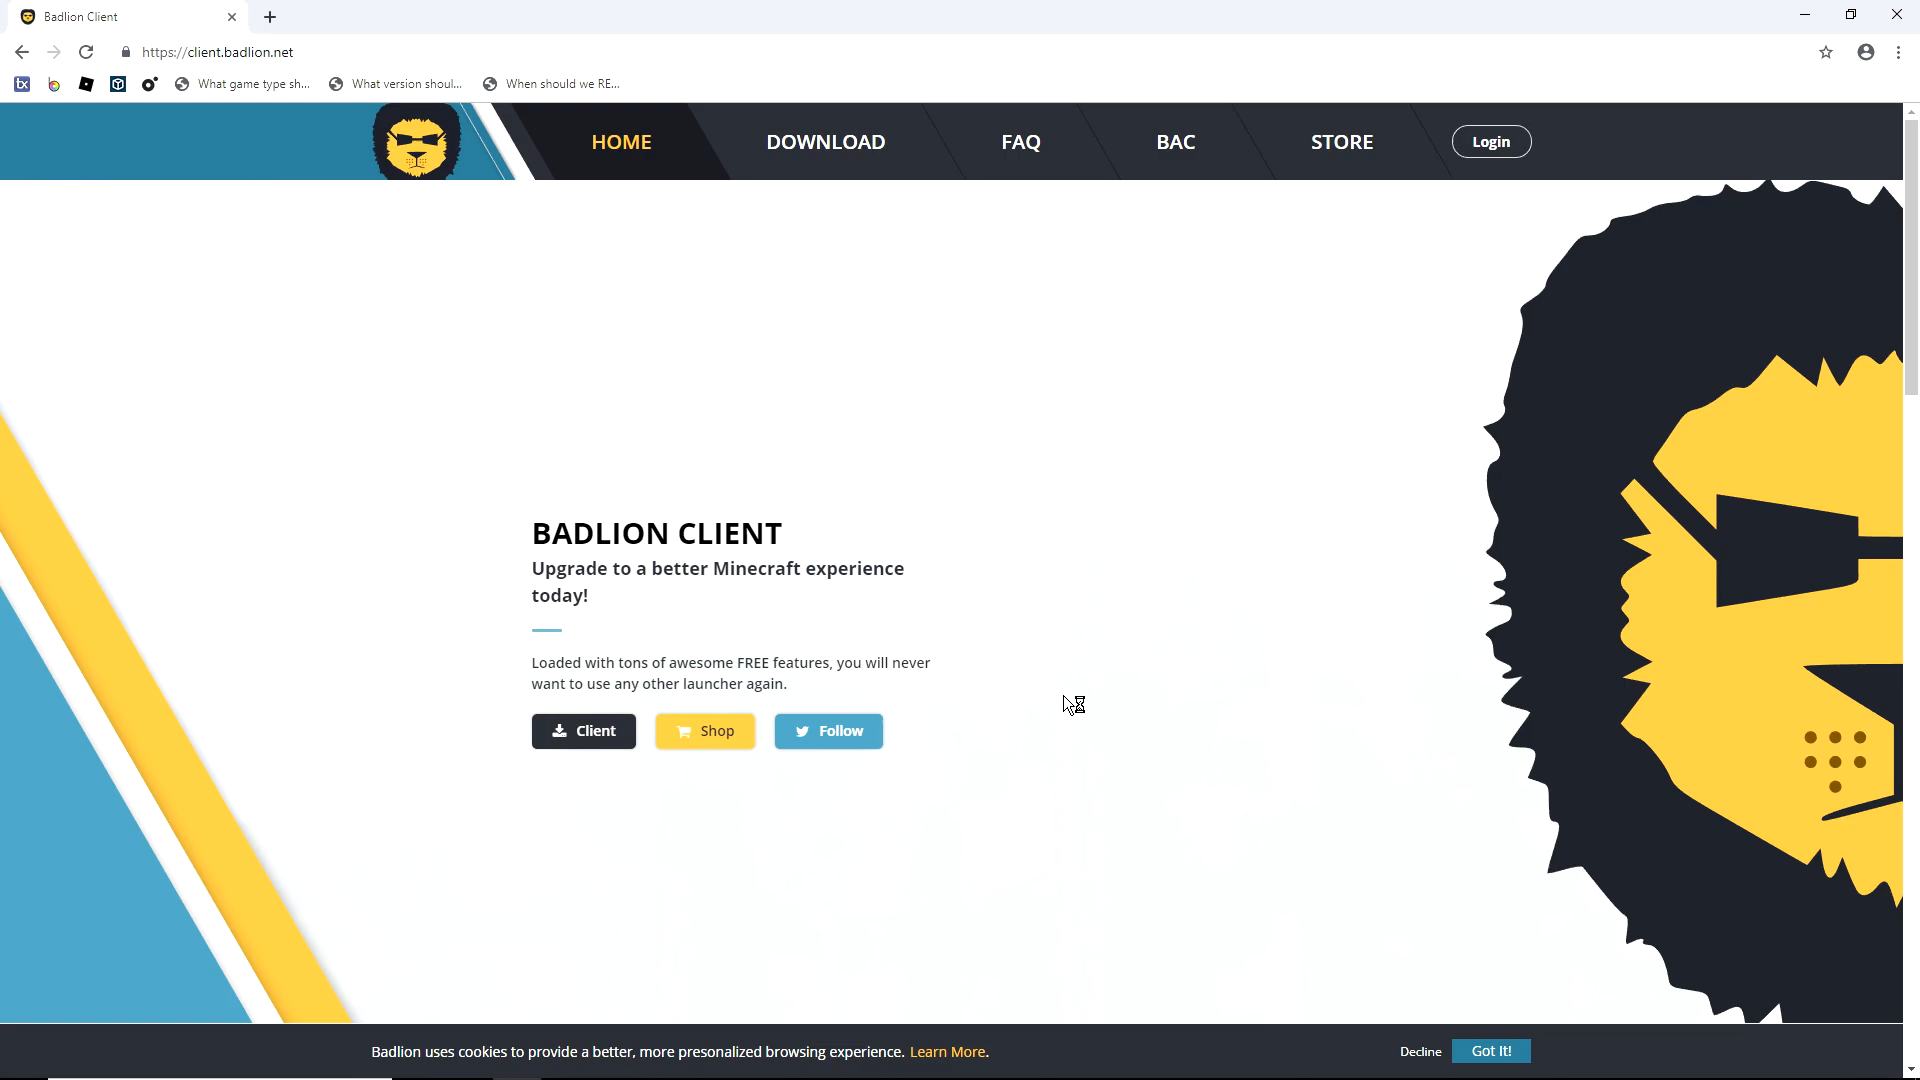 Badlion Client
https://client.badlion.net
What game type sh...
What version shoul...
When should we RE...
HOME
DOWNLOAD
FAQ
BAC
STORE
Login
BADLION CLIENT
Upgrade to a better Minecraft experience
today!
Loaded with tons of awesome FREE features, you will never
want to use any other launcher again.
Client
Shop
Follow
Badlion uses cookies to provide a better, more presonalized browsing experience. Learn More.
Decline
Got It!